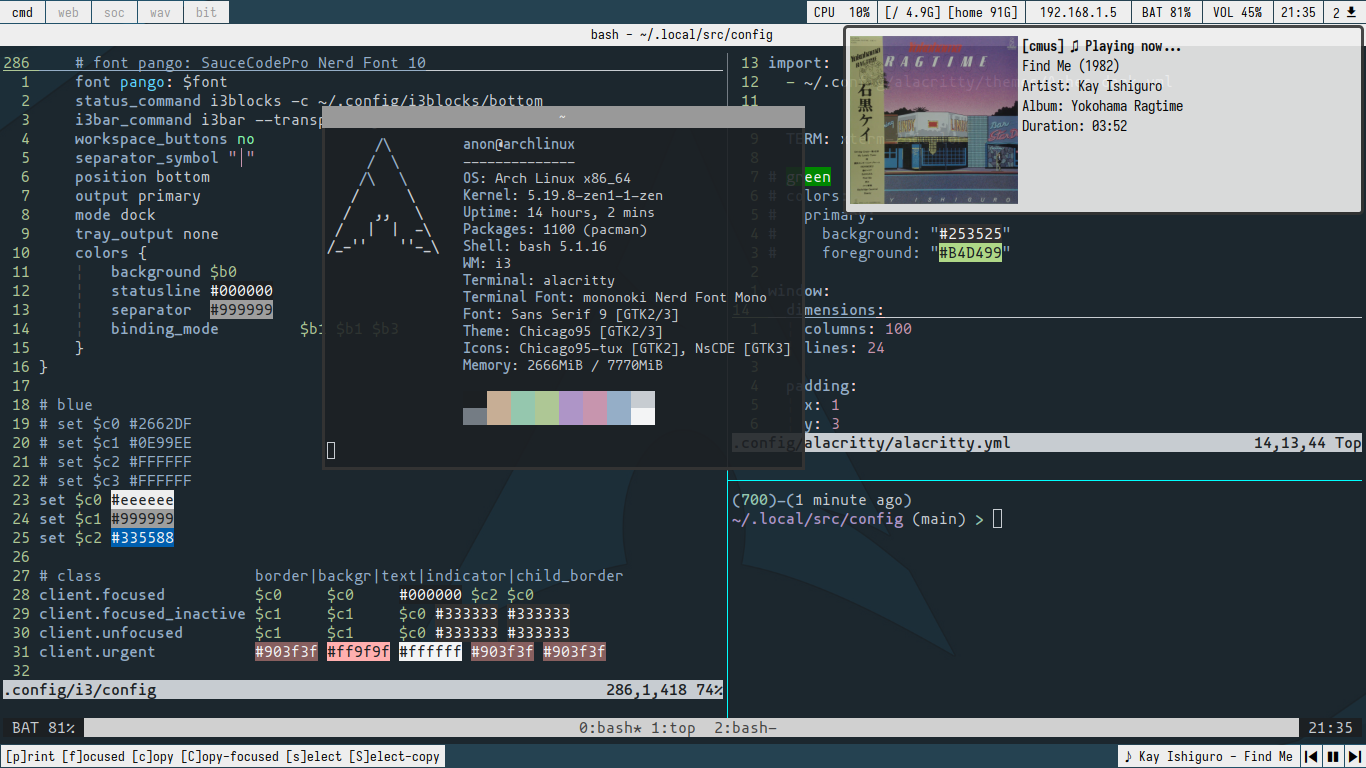 cmd web soc wav bit
CPU 10% [/ 4.9G] [home 91G] 192.168.1.5 BAT 81% VOL 45% 21:35 2
bash - ~/.local/src/config
286 # font pango: SauceCodePro Nerd Font 10
1 font pango: $font
2 status_command i3blocks -c ~/.config/i3blocks/bottom
3 i3bar_command i3bar --transp
4 workspace_buttons no
5 separator_symbol "│"
6 position bottom
7 output primary
8 mode dock
9 tray_output none
10 colors {
11 background $b0
12 statusline #000000
13 separator #999999
14 binding_mode $b1 $b1 $b3
15 }
16 }
17
18 # blue
19 # set $c0 #2662DF
20 # set $c1 #0E99EE
21 # set $c2 #FFFFFF
22 # set $c3 #FFFFFF
23 set $c0 #eeeeee
24 set $c1 #999999
25 set $c2 #335588
26
27 # class border|backgr|text|indicator|child_border
28 client.focused $c0 $c0 #000000 $c2 $c0
29 client.focused_inactive $c1 $c1 $c0 #333333 #333333
30 client.unfocused $c1 $c1 $c0 #333333 #333333
31 client.urgent #903f3f #ff9f9f #ffffff #903f3f #903f3f
32
.config/i3/config 286,1,418 74%
~
anon@archlinux
--------------
OS: Arch Linux x86_64
Kernel: 5.19.8-zen1-1-zen
Uptime: 14 hours, 2 mins
Packages: 1100 (pacman)
Shell: bash 5.1.16
WM: i3
Terminal: alacritty
Terminal Font: mononoki Nerd Font Mono
Font: Sans Serif 9 [GTK2/3]
Theme: Chicago95 [GTK2/3]
Icons: Chicago95-tux [GTK2], NsCDE [GTK3]
Memory: 2666MiB / 7770MiB
13 import:
12 - ~/.config/alacritty/them
11
9 TERM: xterm
8
7 # green
6 # colors
5 # primary:
4 # background: "#253525"
3 # foreground: "#B4D499"
2
1 window:
14 dimensions:
1 columns: 100
2 lines: 24
3
4 padding:
5 x: 1
6 y: 3
.config/alacritty/alacritty.yml 14,13,44 Top
RAGTIME
石黒ケイ
[cmus] ♫ Playing now...
Find Me (1982)
Artist: Kay Ishiguro
Album: Yokohama Ragtime
Duration: 03:52
(700)-(1 minute ago)
~/.local/src/config (main) >
BAT 81% 0:bash* 1:top 2:bash- 21:35
[p]rint [f]ocused [c]opy [C]opy-focused [s]elect [S]elect-copy
♪ Kay Ishiguro - Find Me